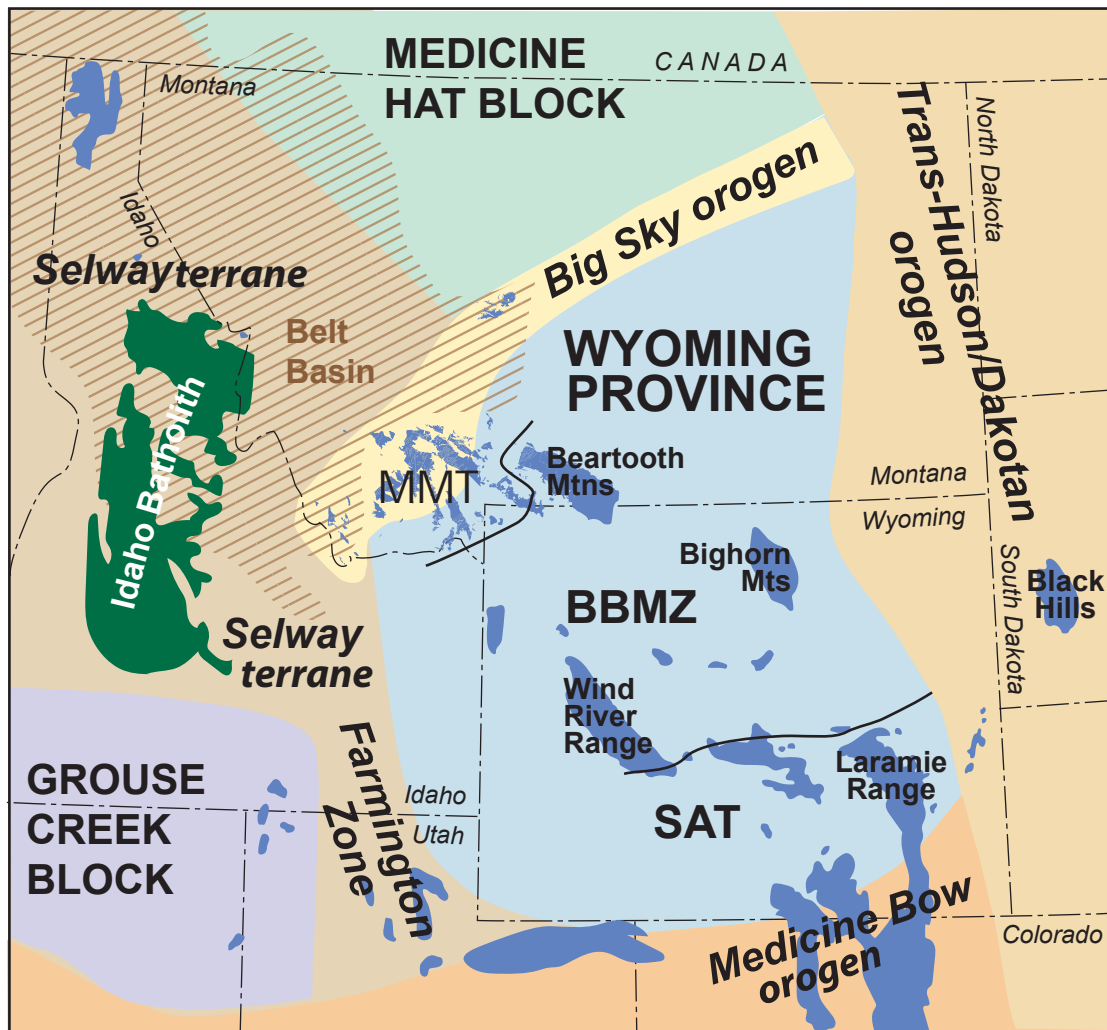 MEDICINE
HAT BLOCK
CANADA
Montana
Idaho
Trans-Hudson/Dakotan
orogen
North Dakota
Big Sky orogen
Selway terrane
Belt
Basin
WYOMING
PROVINCE
Idaho Batholith
MMT
Beartooth
Mtns
Montana
Wyoming
Bighorn
Mts
BBMZ
South Dakota
Black
Hills
Selway
terrane
Wind
River
Range
Farmington
Zone
GROUSE
CREEK
BLOCK
Idaho
Utah
Laramie
Range
SAT
Medicine Bow
orogen
Colorado